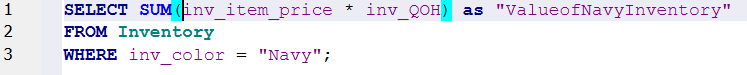 1 SELECT SUM(inv_item_price * inv_QOH) as "ValueofNavyInventory"
2 FROM Inventory
3 WHERE inv_color = "Navy";